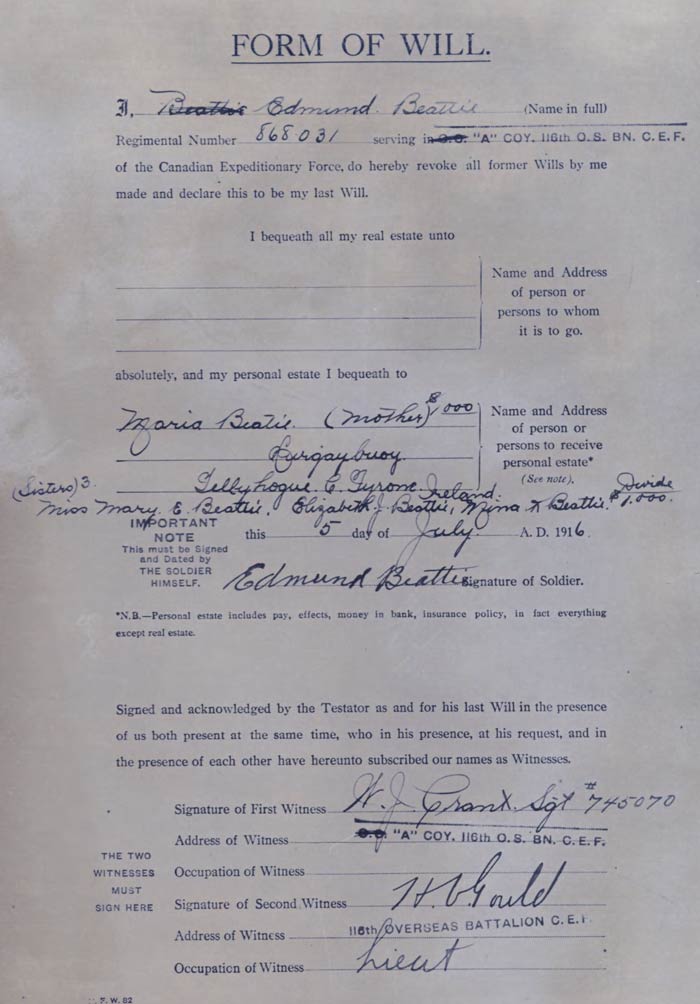 FORM OF WILL.
I, Beattie Edmund Beattie (Name in full)
Regimental Number 868031 serving in O.C. "A" COY. 116th O.S. BN. C.E.F.
of the Canadian Expeditionary Force, do hereby revoke all former Wills by me
made and declare this to be my last Will.
I bequeath all my real estate unto
Name and Address
of person or
persons to whom
it is to go.
absolutely, and my personal estate I bequeath to
Maria Beatie. (Mother) $1000
Lurgaybuoy.
Tellyhogue. C. Tyrone. Ireland.
Name and Address
of person or
persons to receive
personal estate*
(See note).
(Sisters) 3. Divide
Miss Mary. E. Beattie, Elizabeth J Beattie, Mina Beattie. $1.000.
IMPORTANT
NOTE
This must be Signed
and Dated by
THE SOLDIER
HIMSELF.
this 5 day of July. A. D. 1916
Edmund Beattie Signature of Soldier.
*N.B.—Personal estate includes pay, effects, money in bank, insurance policy, in fact everything
except real estate.
Signed and acknowledged by the Testator as and for his last Will in the presence
of us both present at the same time, who in his presence, at his request, and in
the presence of each other have hereunto subscribed our names as Witnesses.
THE TWO
WITNESSES
MUST
SIGN HERE
Signature of First Witness W. J. Grant. Sgt #745070
Address of Witness O.C. "A" COY. 116th O.S. BN. C.E.F.
Occupation of Witness
Signature of Second Witness H V Gould
Address of Witness 116th OVERSEAS BATTALION C.E.F.
Occupation of Witness Lieut
F. W. 82